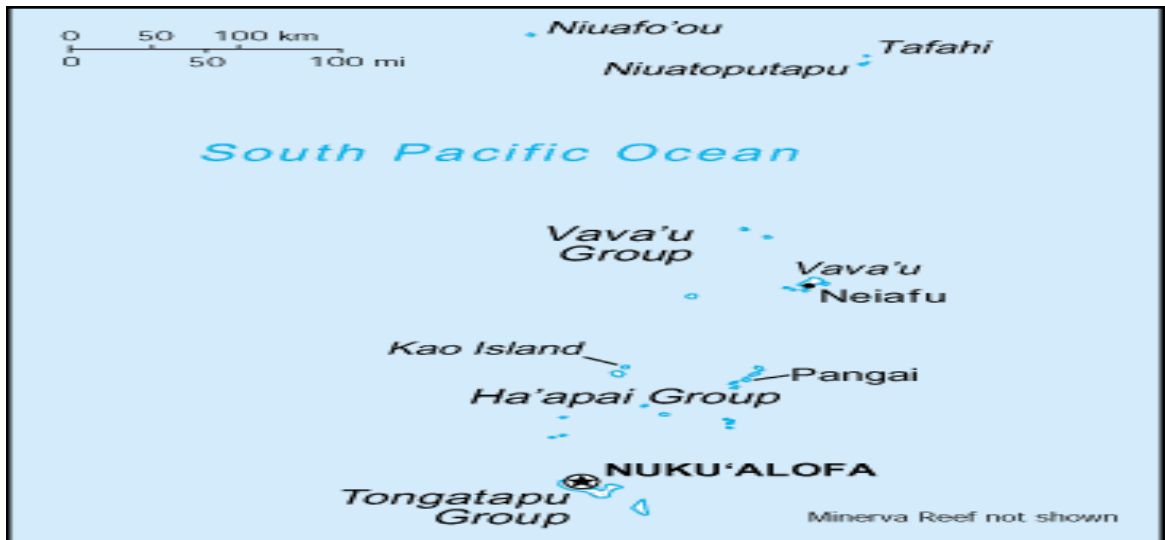 0 50 100 km
0 50 100 mi
Niuafo'ou
Tafahi
Niuatoputapu
South Pacific Ocean
Vava'u
Group
Vava'u
Neiafu
Kao Island
Pangai
Ha'apai Group
NUKU‘ALOFA
Tongatapu
Group
Minerva Reef not shown